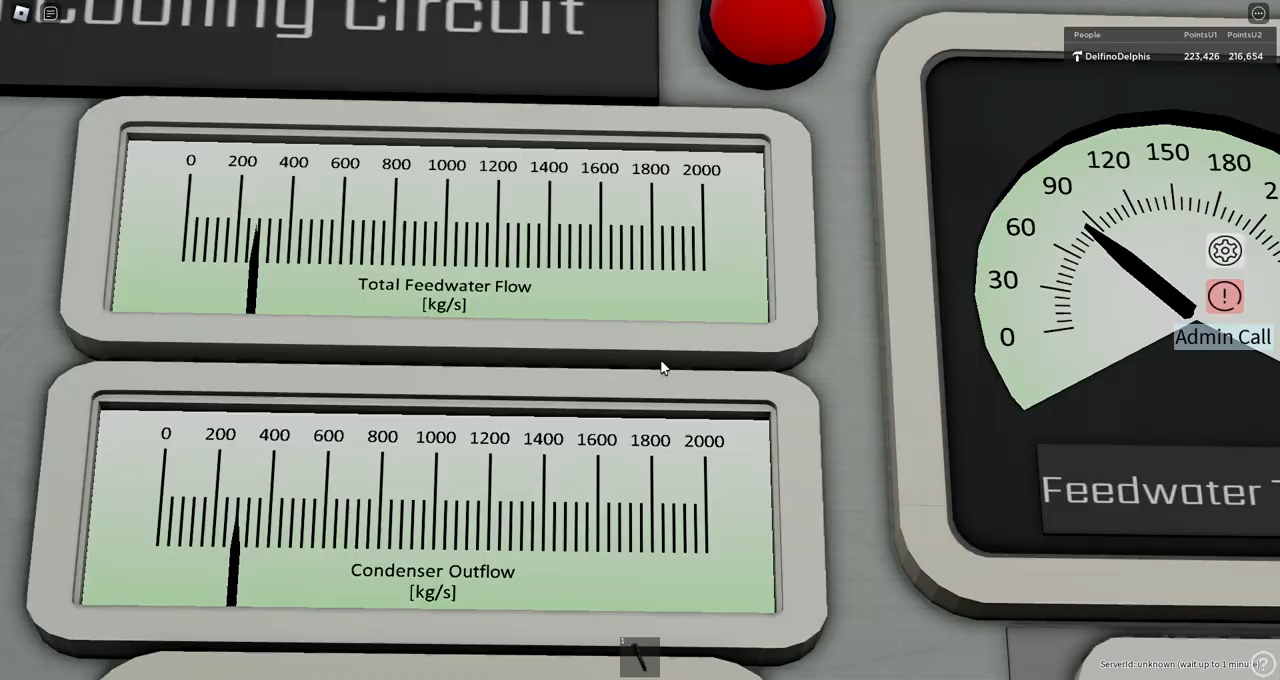 Cooling Circuit
People PointsU1 PointsU2
DelfinoDelphis 223,426 216,654
0 200 400 600 800 1000 1200 1400 1600 1800 2000
Total Feedwater Flow
[kg/s]
0 30 60 90 120 150 180
Admin Call
0 200 400 600 800 1000 1200 1400 1600 1800 2000
Condenser Outflow
[kg/s]
Feedwater
1
ServerId: unknown (wait up to 1 minute)
?